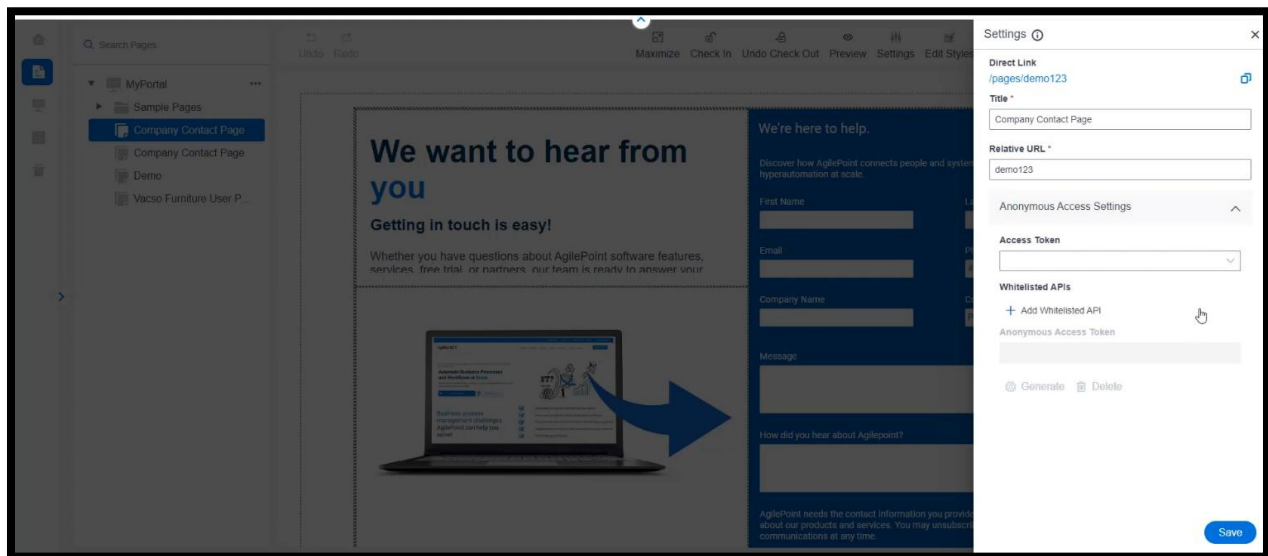 Search Pages
MyPortal
Sample Pages
Company Contact Page
Company Contact Page
Demo
Vacso Furniture User P...
Undo Redo
Maximize Check In Undo Check Out Preview Settings Edit Styles
We want to hear from
you
Getting in touch is easy!
Whether you have questions about AgilePoint software features,
services, free trial, or partners, our team is ready to answer your
We're here to help.
Discover how AgilePoint connects people and system
hyperautomation at scale.
First Name
Email
Company Name
Message
How did you hear about Agilepoint?
AgilePoint needs the contact information you provide
about our products and services. You may unsubscri
communications at any time.
Settings
Direct Link
/pages/demo123
Title *
Company Contact Page
Relative URL *
demo123
Anonymous Access Settings
Access Token
Whitelisted APIs
+ Add Whitelisted API
Anonymous Access Token
Generate Delete
Save